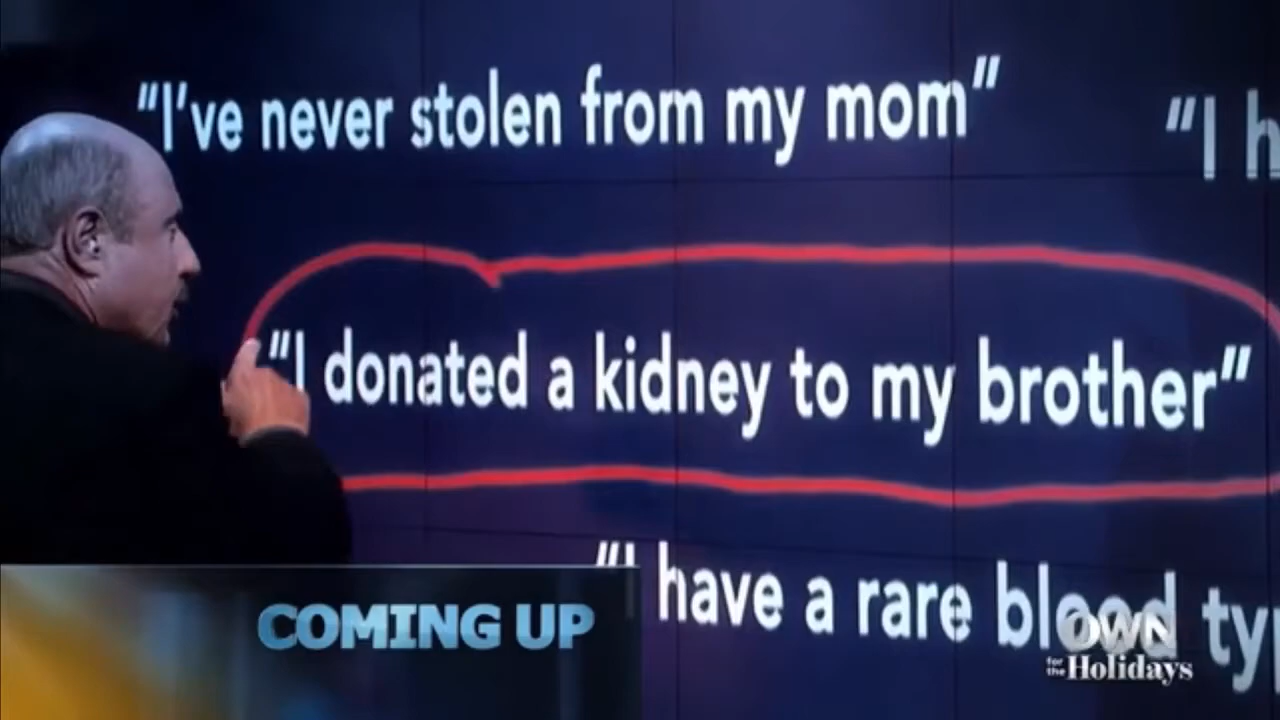 "I've never stolen from my mom"
"I h
"I donated a kidney to my brother"
"I have a rare blood ty
COMING UP
OWN
for the Holidays